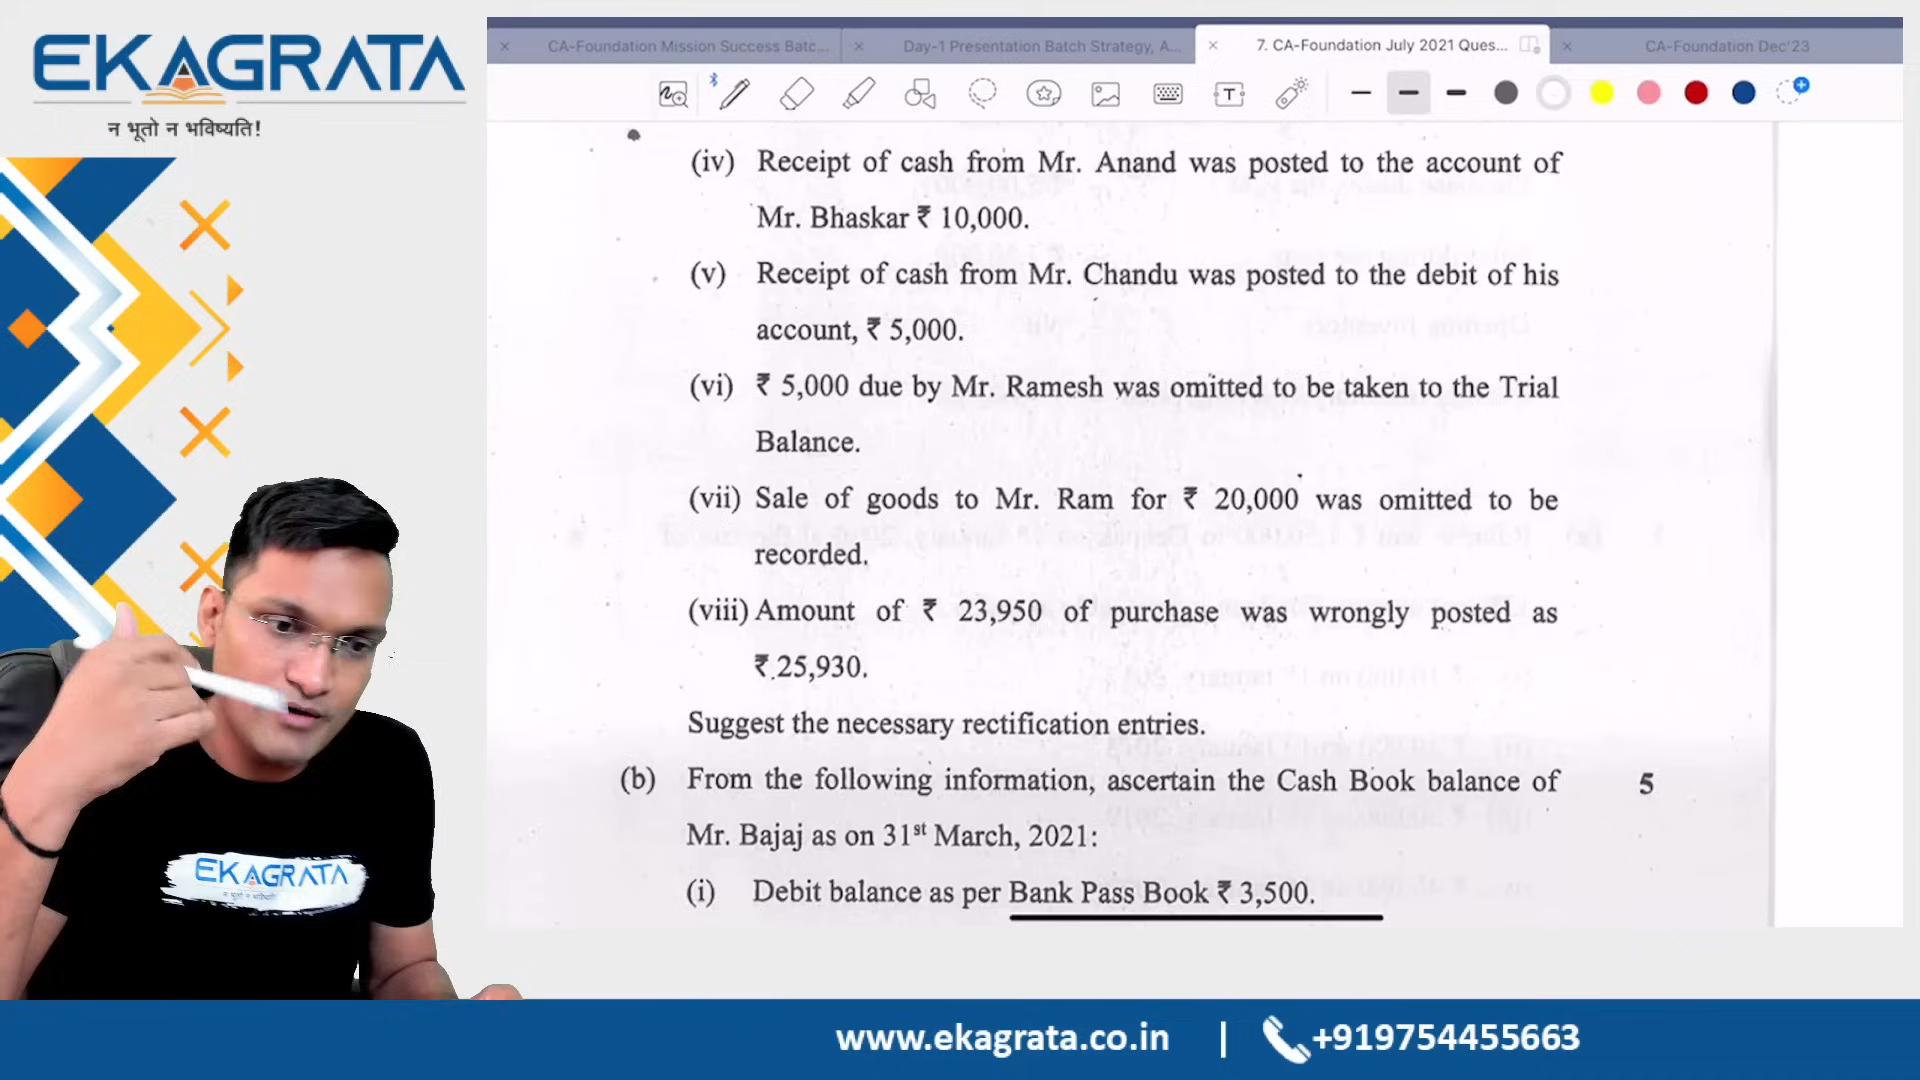 EKAGRATA
न भूतो न भविष्यति!
CA-Foundation Mission Success Batc...
Day-1 Presentation Batch Strategy, A...
7. CA-Foundation July 2021 Ques...
CA-Foundation Dec'23
(iv) Receipt of cash from Mr. Anand was posted to the account of
Mr. Bhaskar ₹ 10,000.
(v) Receipt of cash from Mr. Chandu was posted to the debit of his
account, ₹ 5,000.
(vi) ₹ 5,000 due by Mr. Ramesh was omitted to be taken to the Trial
Balance.
(vii) Sale of goods to Mr. Ram for ₹ 20,000 was omitted to be
recorded.
(viii) Amount of ₹ 23,950 of purchase was wrongly posted as
₹ 25,930.
Suggest the necessary rectification entries.
(b) From the following information, ascertain the Cash Book balance of 5
Mr. Bajaj as on 31st March, 2021:
(i) Debit balance as per Bank Pass Book ₹ 3,500.
EKAGRATA
www.ekagrata.co.in | +919754455663